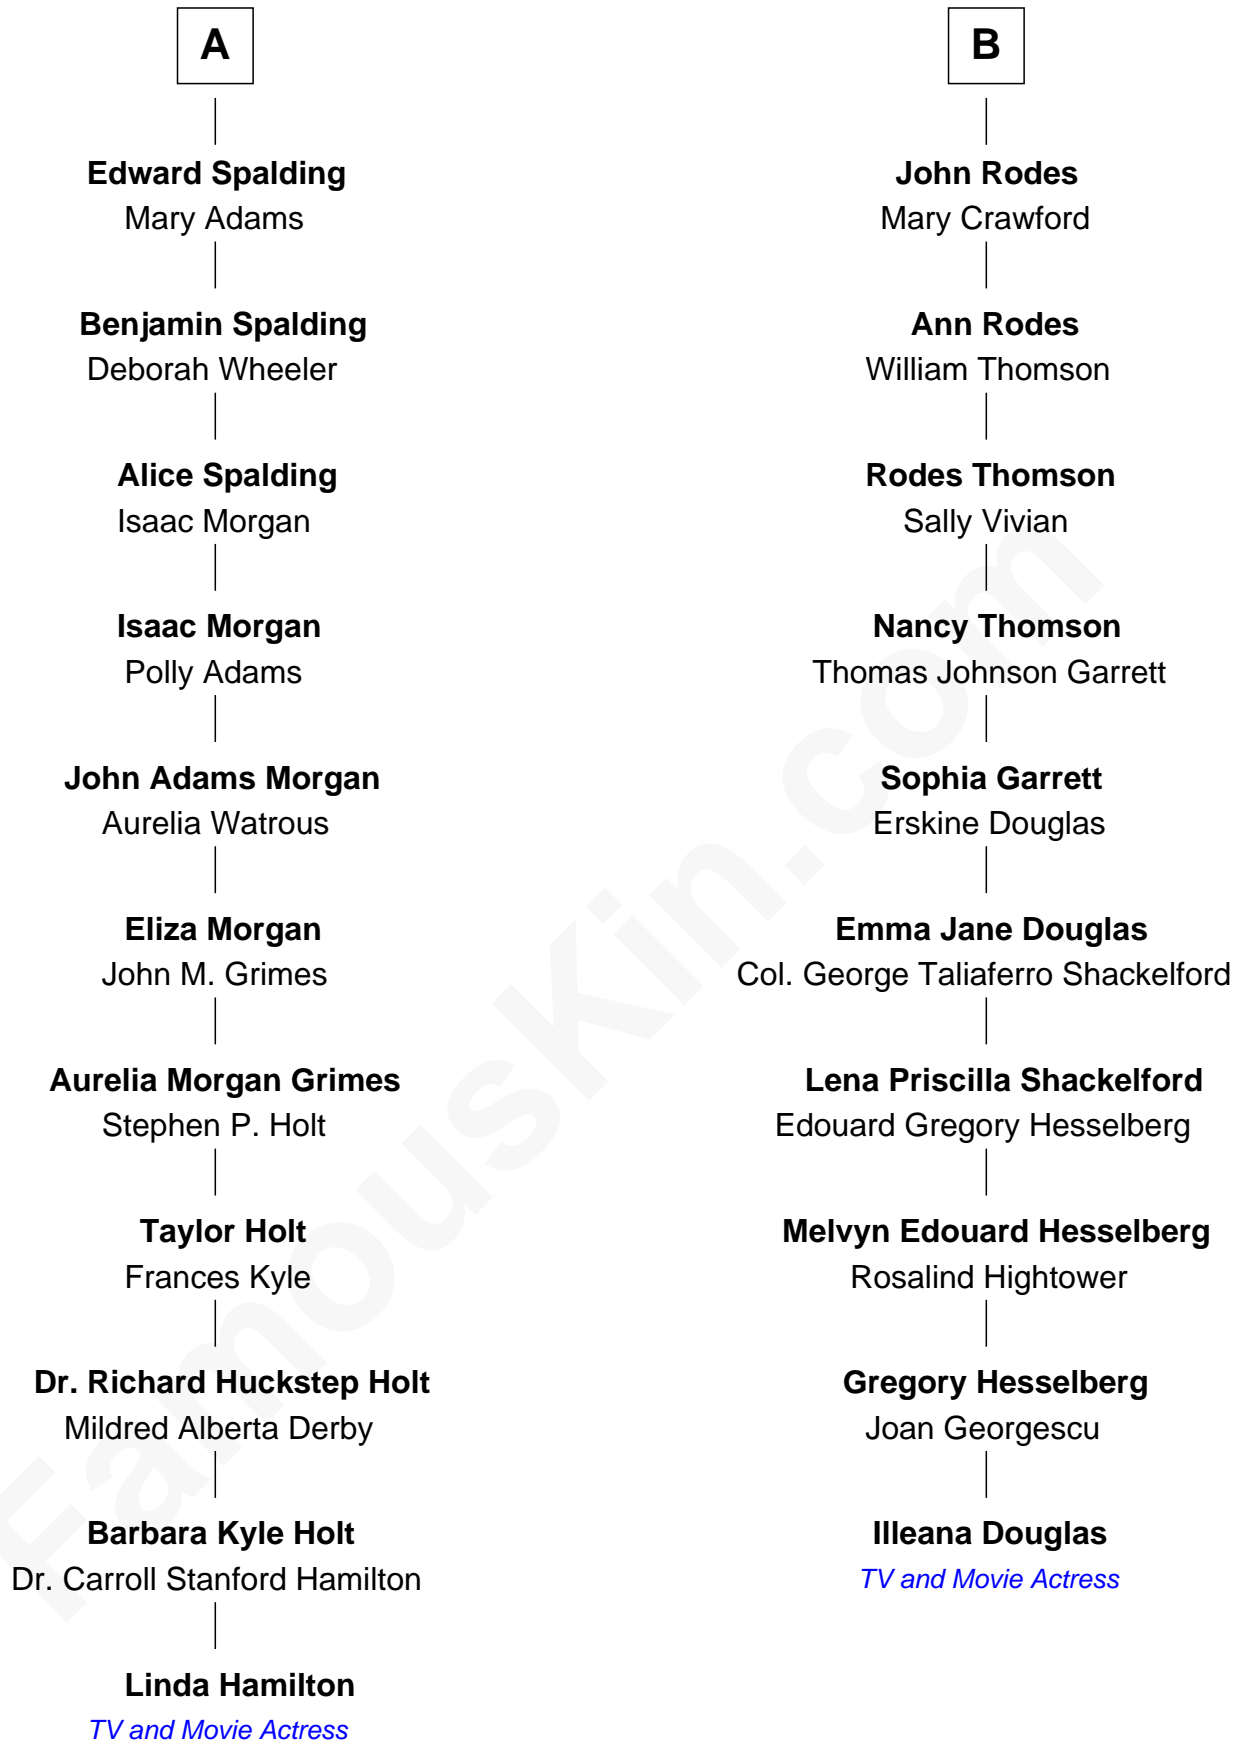 A
Edward Spalding
Mary Adams
Benjamin Spalding
Deborah Wheeler
Alice Spalding
Isaac Morgan
Isaac Morgan
Polly Adams
John Adams Morgan
Aurelia Watrous
Eliza Morgan
John M. Grimes
Aurelia Morgan Grimes
Stephen P. Holt
Taylor Holt
Frances Kyle
Dr. Richard Huckstep Holt
Mildred Alberta Derby
Barbara Kyle Holt
Dr. Carroll Stanford Hamilton
Linda Hamilton
TV and Movie Actress
B
John Rodes
Mary Crawford
Ann Rodes
William Thomson
Rodes Thomson
Sally Vivian
Nancy Thomson
Thomas Johnson Garrett
Sophia Garrett
Erskine Douglas
Emma Jane Douglas
Col. George Taliaferro Shackelford
Lena Priscilla Shackelford
Edouard Gregory Hesselberg
Melvyn Edouard Hesselberg
Rosalind Hightower
Gregory Hesselberg
Joan Georgescu
Illeana Douglas
TV and Movie Actress
FamousKin.com